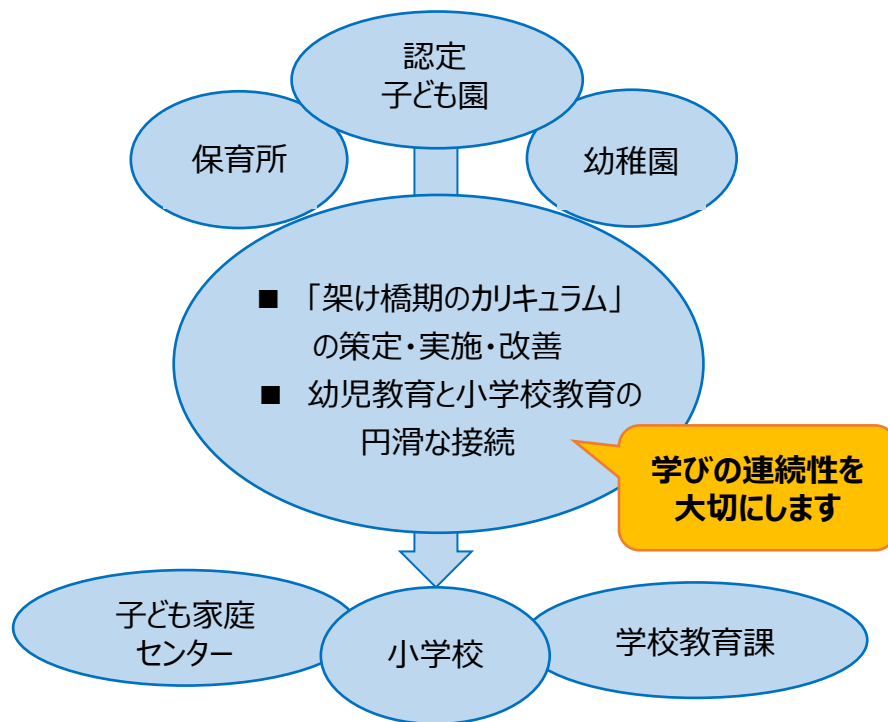 認定
子ども園
保育所
幼稚園
■ 「架け橋期のカリキュラム」
の策定・実施・改善
■ 幼児教育と小学校教育の
円滑な接続
学びの連続性を
大切にします
子ども家庭
センター
小学校
学校教育課